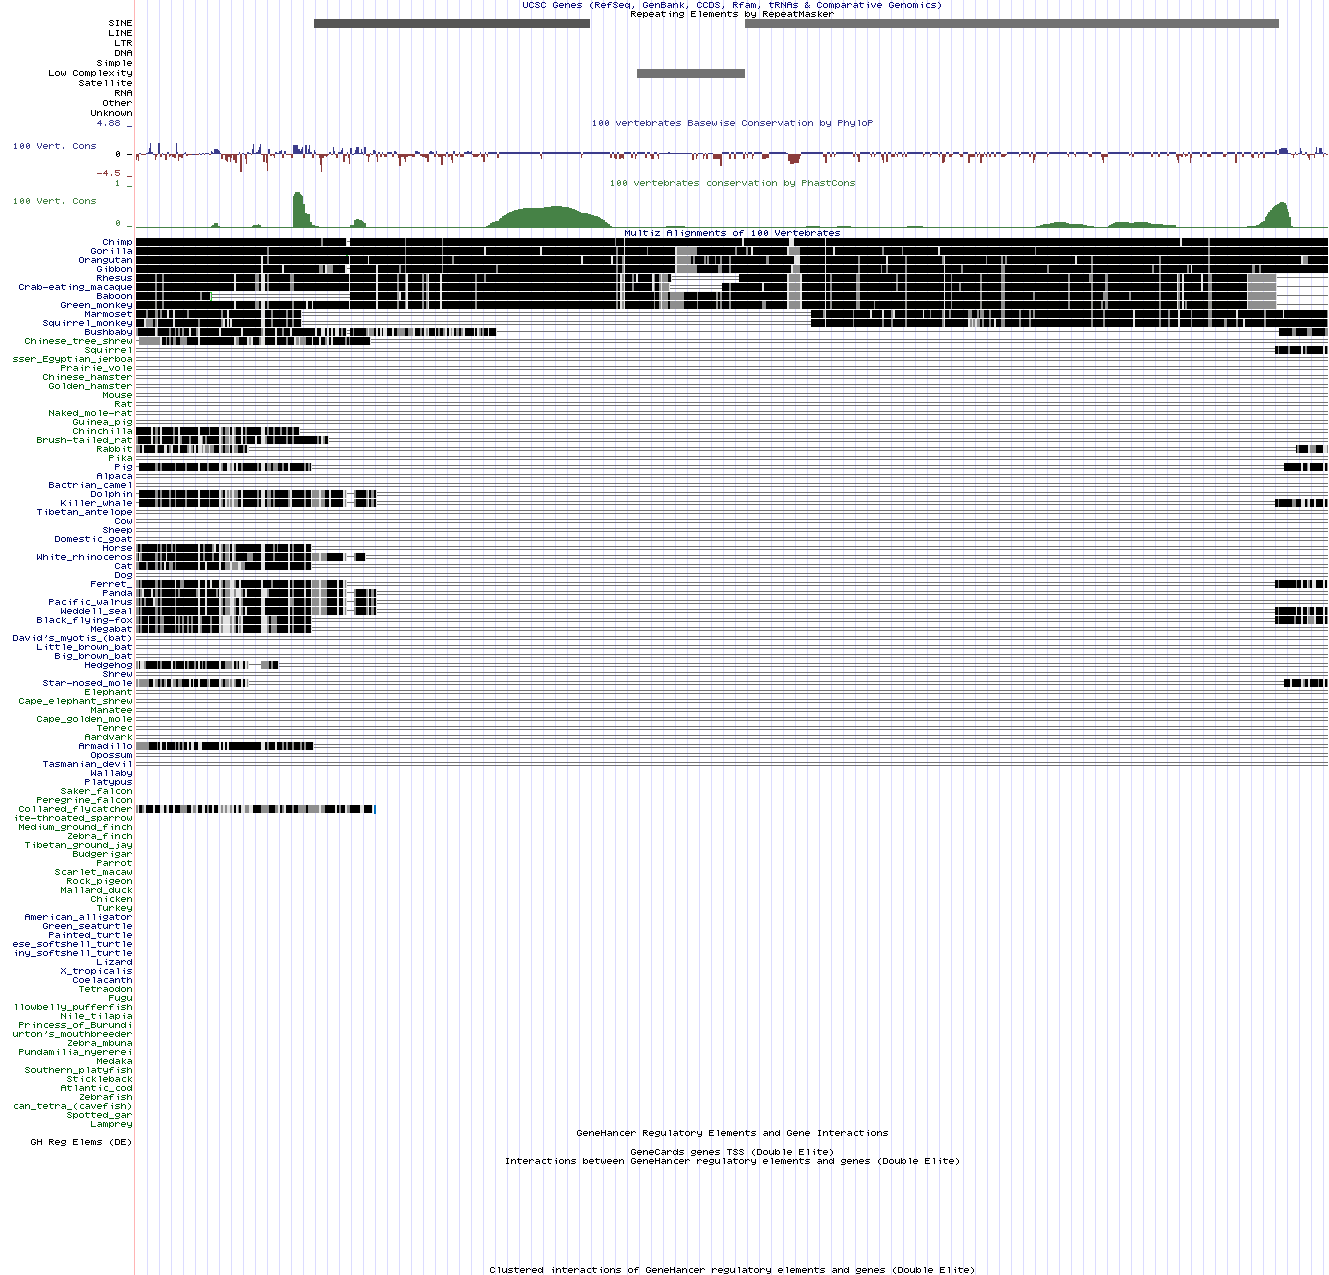 UCSC Genes (RefSeq, GenBank, CCDS, Rfam, tRNAs & Comparative Genomics)
Repeating Elements by RepeatMasker
SINE
LINE
LTR
DNA
Simple
Low Complexity
Satellite
RNA
Other
Unknown
4.88 _
100 vertebrates Basewise Conservation by PhyloP
100 Vert. Cons
0 _
-4.5 _
1 _
100 vertebrates conservation by PhastCons
100 Vert. Cons
0 _
Multiz Alignments of 100 Vertebrates
Chimp
Gorilla
Orangutan
Gibbon
Rhesus
Crab-eating_macaque
Baboon
Green_monkey
Marmoset
Squirrel_monkey
Bushbaby
Chinese_tree_shrew
Squirrel
sser_Egyptian_jerboa
Prairie_vole
Chinese_hamster
Golden_hamster
Mouse
Rat
Naked_mole-rat
Guinea_pig
Chinchilla
Brush-tailed_rat
Rabbit
Pika
Pig
Alpaca
Bactrian_camel
Dolphin
Killer_whale
Tibetan_antelope
Cow
Sheep
Domestic_goat
Horse
White_rhinoceros
Cat
Dog
Ferret_
Panda
Pacific_walrus
Weddell_seal
Black_flying-fox
Megabat
David's_myotis_(bat)
Little_brown_bat
Big_brown_bat
Hedgehog
Shrew
Star-nosed_mole
Elephant
Cape_elephant_shrew
Manatee
Cape_golden_mole
Tenrec
Aardvark
Armadillo
Opossum
Tasmanian_devil
Wallaby
Platypus
Saker_falcon
Peregrine_falcon
Collared_flycatcher
ite-throated_sparrow
Medium_ground_finch
Zebra_finch
Tibetan_ground_jay
Budgerigar
Parrot
Scarlet_macaw
Rock_pigeon
Mallard_duck
Chicken
Turkey
American_alligator
Green_seaturtle
Painted_turtle
ese_softshell_turtle
iny_softshell_turtle
Lizard
X_tropicalis
Coelacanth
Tetraodon
Fugu
llowbelly_pufferfish
Nile_tilapia
Princess_of_Burundi
urton's_mouthbreeder
Zebra_mbuna
Pundamilia_nyererei
Medaka
Southern_platyfish
Stickleback
Atlantic_cod
Zebrafish
can_tetra_(cavefish)
Spotted_gar
Lamprey
GeneHancer Regulatory Elements and Gene Interactions
GH Reg Elems (DE)
GeneCards genes TSS (Double Elite)
Interactions between GeneHancer regulatory elements and genes (Double Elite)
Clustered interactions of GeneHancer regulatory elements and genes (Double Elite)